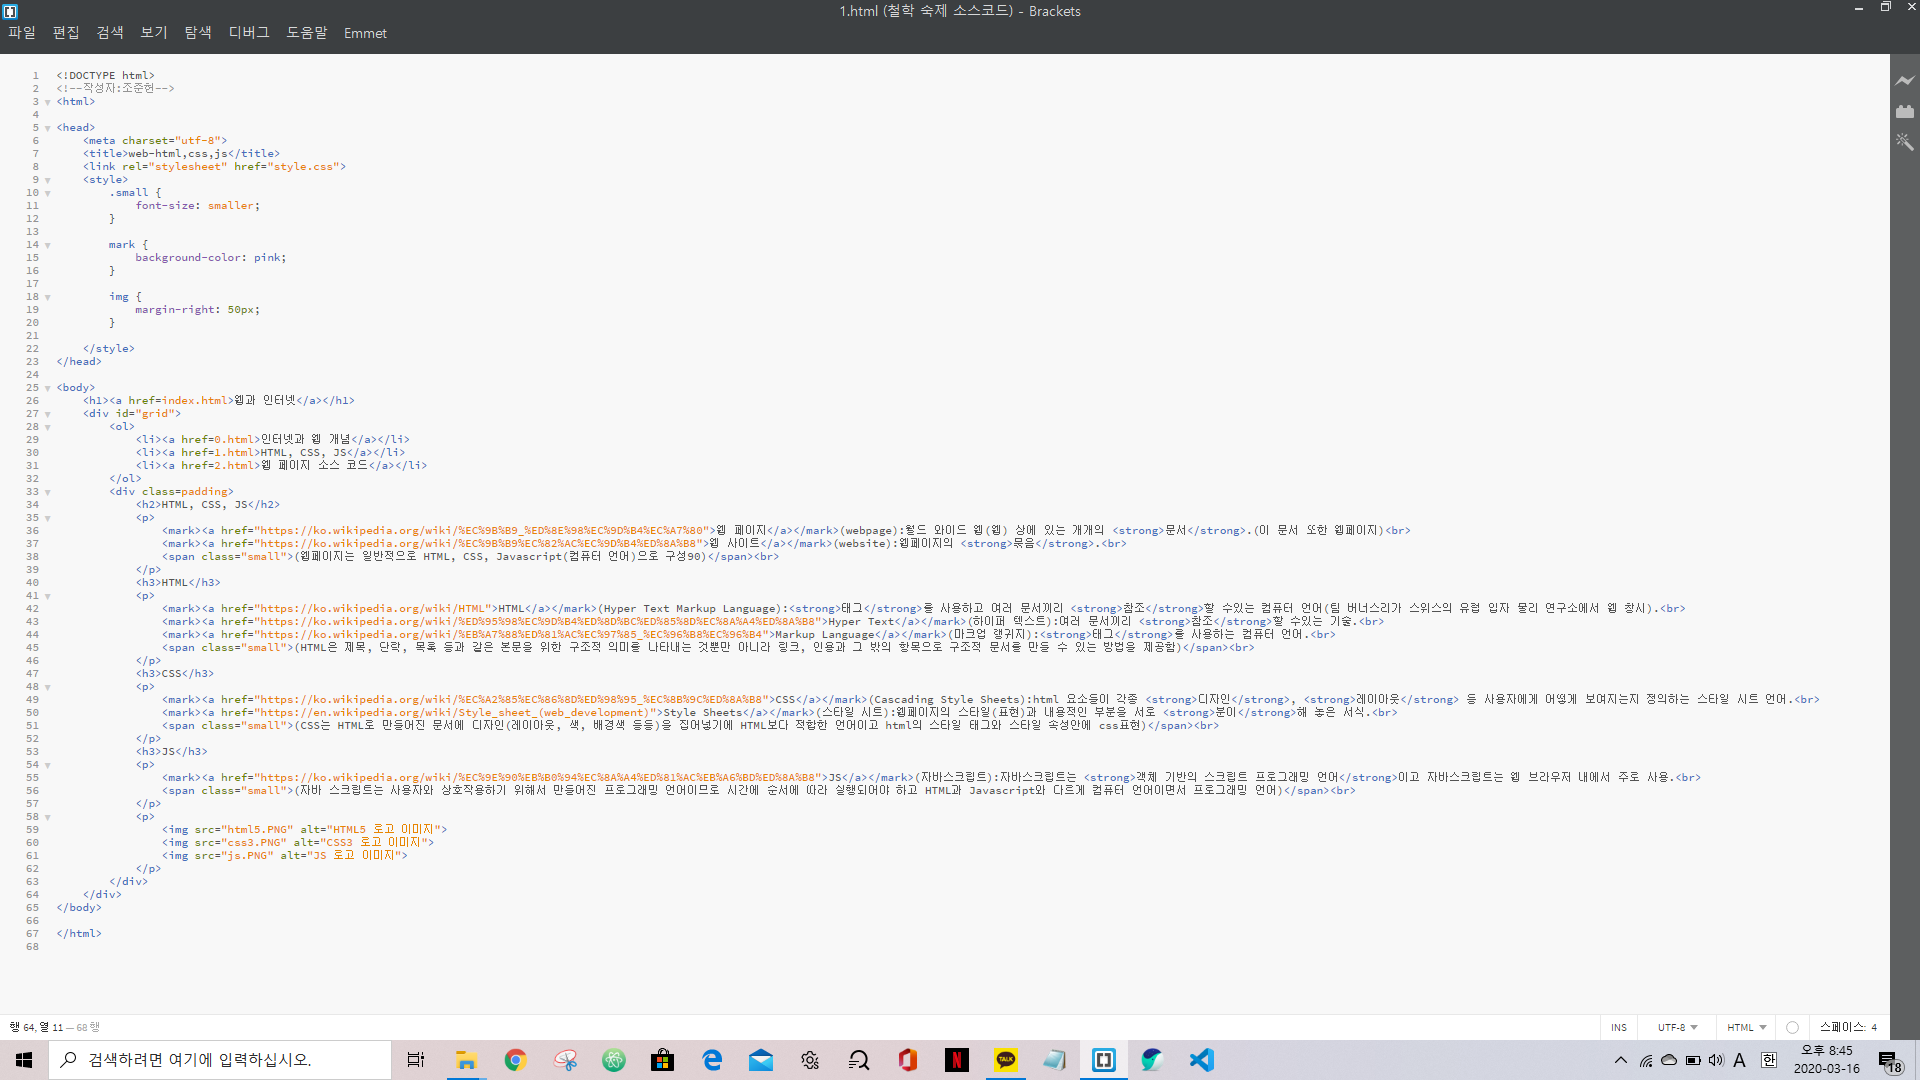 1.html (철학 숙제 소스코드) - Brackets
파일 편집 검색 보기 탐색 디버그 도움말 Emmet
1 <!DOCTYPE html>
2 <!--작성자:조준현-->
3 <html>
4
5 <head>
6 <meta charset="utf-8">
7 <title>web-html,css,js</title>
8 <link rel="stylesheet" href="style.css">
9 <style>
10 .small {
11 font-size: smaller;
12 }
13
14 mark {
15 background-color: pink;
16 }
17
18 img {
19 margin-right: 50px;
20 }
21
22 </style>
23 </head>
24
25 <body>
26 <h1><a href=index.html>웹과 인터넷</a></h1>
27 <div id="grid">
28 <ol>
29 <li><a href=0.html>인터넷과 웹 개념</a></li>
30 <li><a href=1.html>HTML, CSS, JS</a></li>
31 <li><a href=2.html>웹 페이지 소스 코드</a></li>
32 </ol>
33 <div class=padding>
34 <h2>HTML, CSS, JS</h2>
35 <p>
36 <mark><a href="https://ko.wikipedia.org/wiki/%EC%9B%B9_%ED%8E%98%EC%9D%B4%EC%A7%80">웹 페이지</a></mark>(webpage):월드 와이드 웹(웹) 상에 있는 개개의 <strong>문서</strong>.(이 문서 또한 웹페이지)<br>
37 <mark><a href="https://ko.wikipedia.org/wiki/%EC%9B%B9%EC%82%AC%EC%9D%B4%ED%8A%B8">웹 사이트</a></mark>(website):웹페이지의 <strong>묶음</strong>.<br>
38 <span class="small">(웹페이지는 일반적으로 HTML, CSS, Javascript(컴퓨터 언어)으로 구성90)</span><br>
39 </p>
40 <h3>HTML</h3>
41 <p>
42 <mark><a href="https://ko.wikipedia.org/wiki/HTML">HTML</a></mark>(Hyper Text Markup Language):<strong>태그</strong>를 사용하고 여러 문서끼리 <strong>참조</strong>할 수있는 컴퓨터 언어(팀 버너스리가 스위스의 유럽 입자 물리 연구소에서 웹 창시).<br>
43 <mark><a href="https://ko.wikipedia.org/wiki/%ED%95%98%EC%9D%B4%ED%8D%BC%ED%85%8D%EC%8A%A4%ED%8A%B8">Hyper Text</a></mark>(하이퍼 텍스트):여러 문서끼리 <strong>참조</strong>할 수있는 기술.<br>
44 <mark><a href="https://ko.wikipedia.org/wiki/%EB%A7%88%ED%81%AC%EC%97%85_%EC%96%B8%EC%96%B4">Markup Language</a></mark>(마크업 랭귀지):<strong>태그</strong>를 사용하는 컴퓨터 언어.<br>
45 <span class="small">(HTML은 제목, 단락, 목록 등과 같은 본문을 위한 구조적 의미를 나타내는 것뿐만 아니라 링크, 인용과 그 밖의 항목으로 구조적 문서를 만들 수 있는 방법을 제공함)</span><br>
46 </p>
47 <h3>CSS</h3>
48 <p>
49 <mark><a href="https://ko.wikipedia.org/wiki/%EC%A2%85%EC%86%8D%ED%98%95_%EC%8B%9C%ED%8A%B8">CSS</a></mark>(Cascading Style Sheets):html 요소들이 각종 <strong>디자인</strong>, <strong>레이아웃</strong> 등 사용자에게 어떻게 보여지는지 정의하는 스타일 시트 언어.<br>
50 <mark><a href="https://en.wikipedia.org/wiki/Style_sheet_(web_development)">Style Sheets</a></mark>(스타일 시트):웹페이지의 스타일(표현)과 내용적인 부분을 서로 <strong>분이</strong>해 놓은 서식.<br>
51 <span class="small">(CSS는 HTML로 만들어진 문서에 디자인(레이아웃, 색, 배경색 등등)을 집어넣기에 HTML보다 적합한 언어이고 html의 스타일 태그와 스타일 속성안에 css표현)</span><br>
52 </p>
53 <h3>JS</h3>
54 <p>
55 <mark><a href="https://ko.wikipedia.org/wiki/%EC%9E%90%EB%B0%94%EC%8A%A4%ED%81%AC%EB%A6%BD%ED%8A%B8">JS</a></mark>(자바스크립트):자바스크립트는 <strong>객체 기반의 스크립트 프로그래밍 언어</strong>이고 자바스크립트는 웹 브라우저 내에서 주로 사용.<br>
56 <span class="small">(자바 스크립트는 사용자와 상호작용하기 위해서 만들어진 프로그래밍 언어이므로 시간에 순서에 따라 실행되어야 하고 HTML과 Javascript와 다르게 컴퓨터 언어이면서 프로그래밍 언어)</span><br>
57 </p>
58 <p>
59 <img src="html5.PNG" alt="HTML5 로고 이미지">
60 <img src="css3.PNG" alt="CSS3 로고 이미지">
61 <img src="js.PNG" alt="JS 로고 이미지">
62 </p>
63 </div>
64 </div>
65 </body>
66
67 </html>
68
행 64, 열 11 — 68 행 INS UTF-8 HTML 스페이스: 4
검색하려면 여기에 입력하십시오. N TALK A 한 오후 8:45
2020-03-16 18